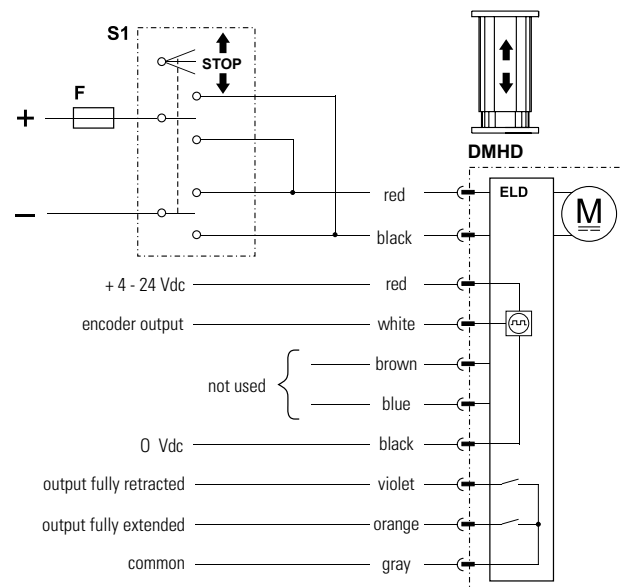 S1
STOP
F
+
−
DMHD
ELD
M
red
black
+ 4 - 24 Vdc red
encoder output white
not used
brown
blue
0 Vdc black
output fully retracted violet
output fully extended orange
common gray